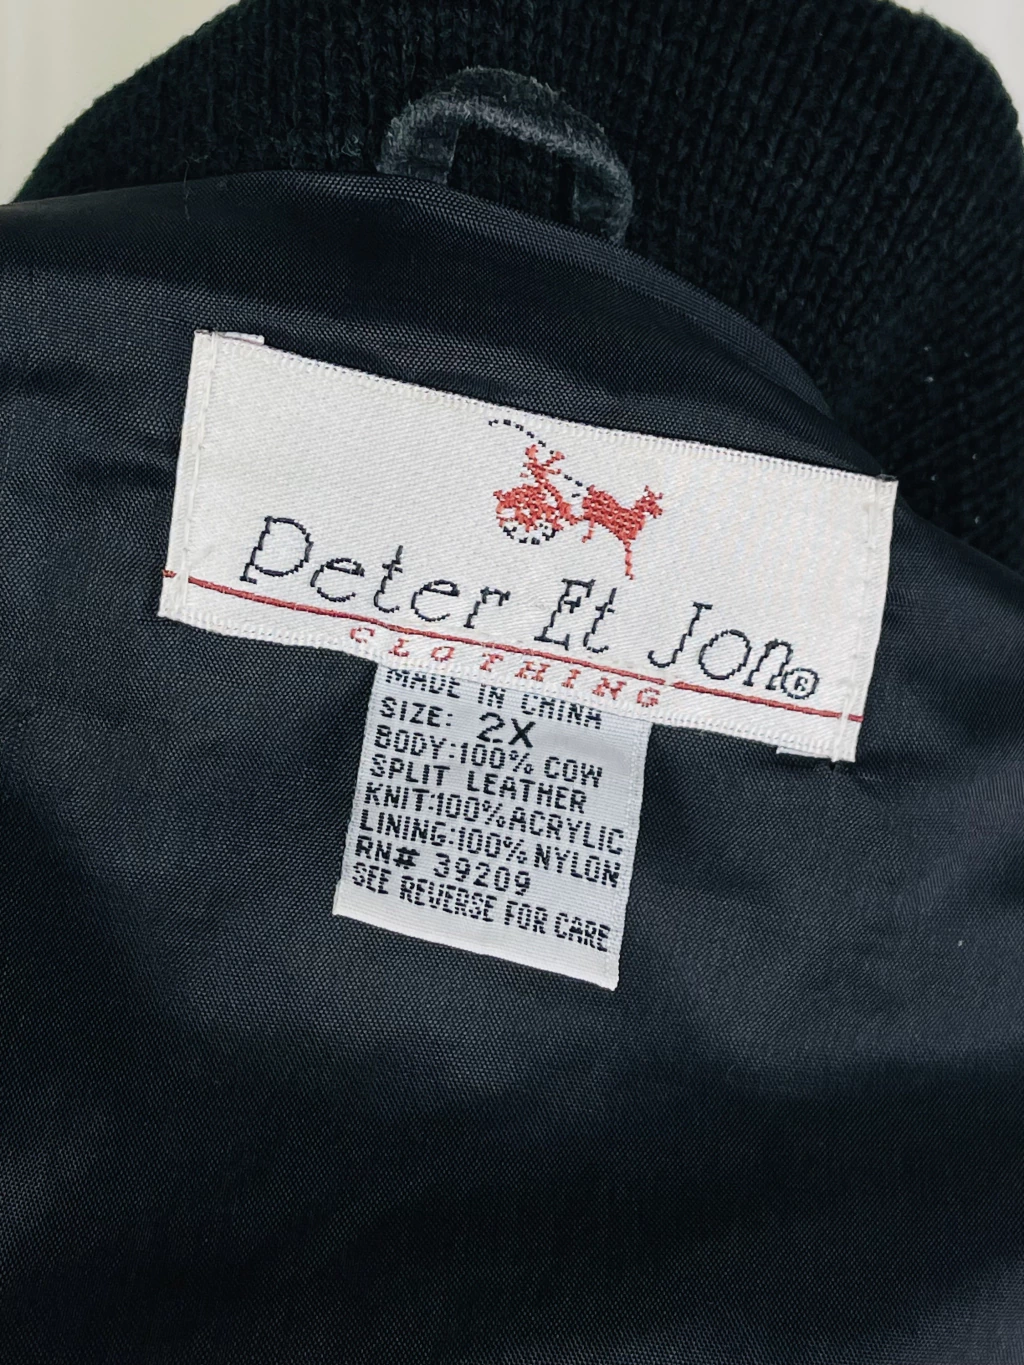 Peter Et Jon®
CLOTHING
MADE IN CHINA
SIZE: 2X
BODY:100% COW
SPLIT LEATHER
KNIT:100%ACRYLIC
LINING:100% NYLON
RN# 39209
SEE REVERSE FOR CARE